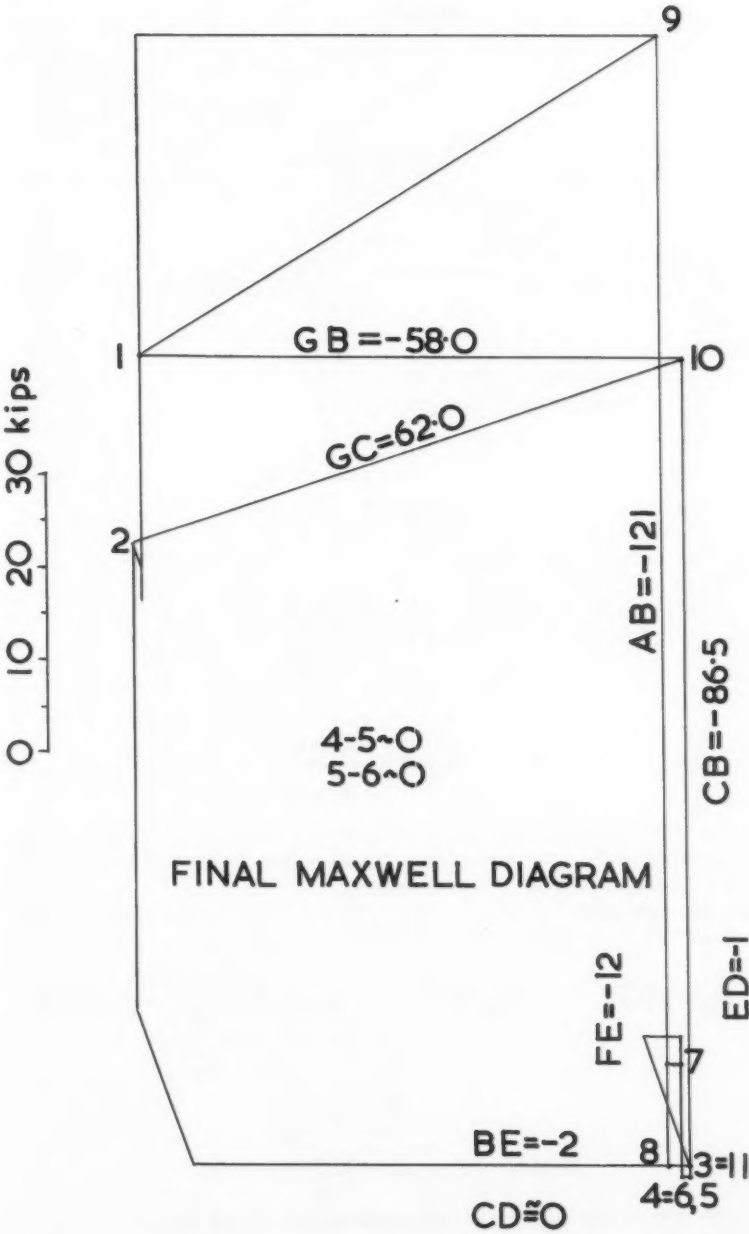 9
1
GB=-58·0
10
0 10 20 30 kips
GC=62·0
2
AB=-121
CB=-86·5
4-5~0
5-6~0
FINAL MAXWELL DIAGRAM
FE=-12
ED=-1
7
BE=-2
8
3=11
4=6,5
CD≈0